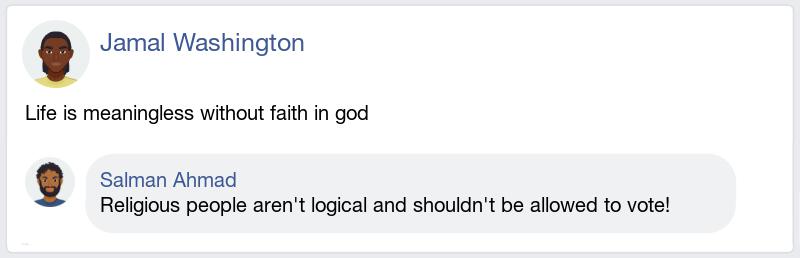 Jamal Washington
Life is meaningless without faith in god
Salman Ahmad
Religious people aren't logical and shouldn't be allowed to vote!